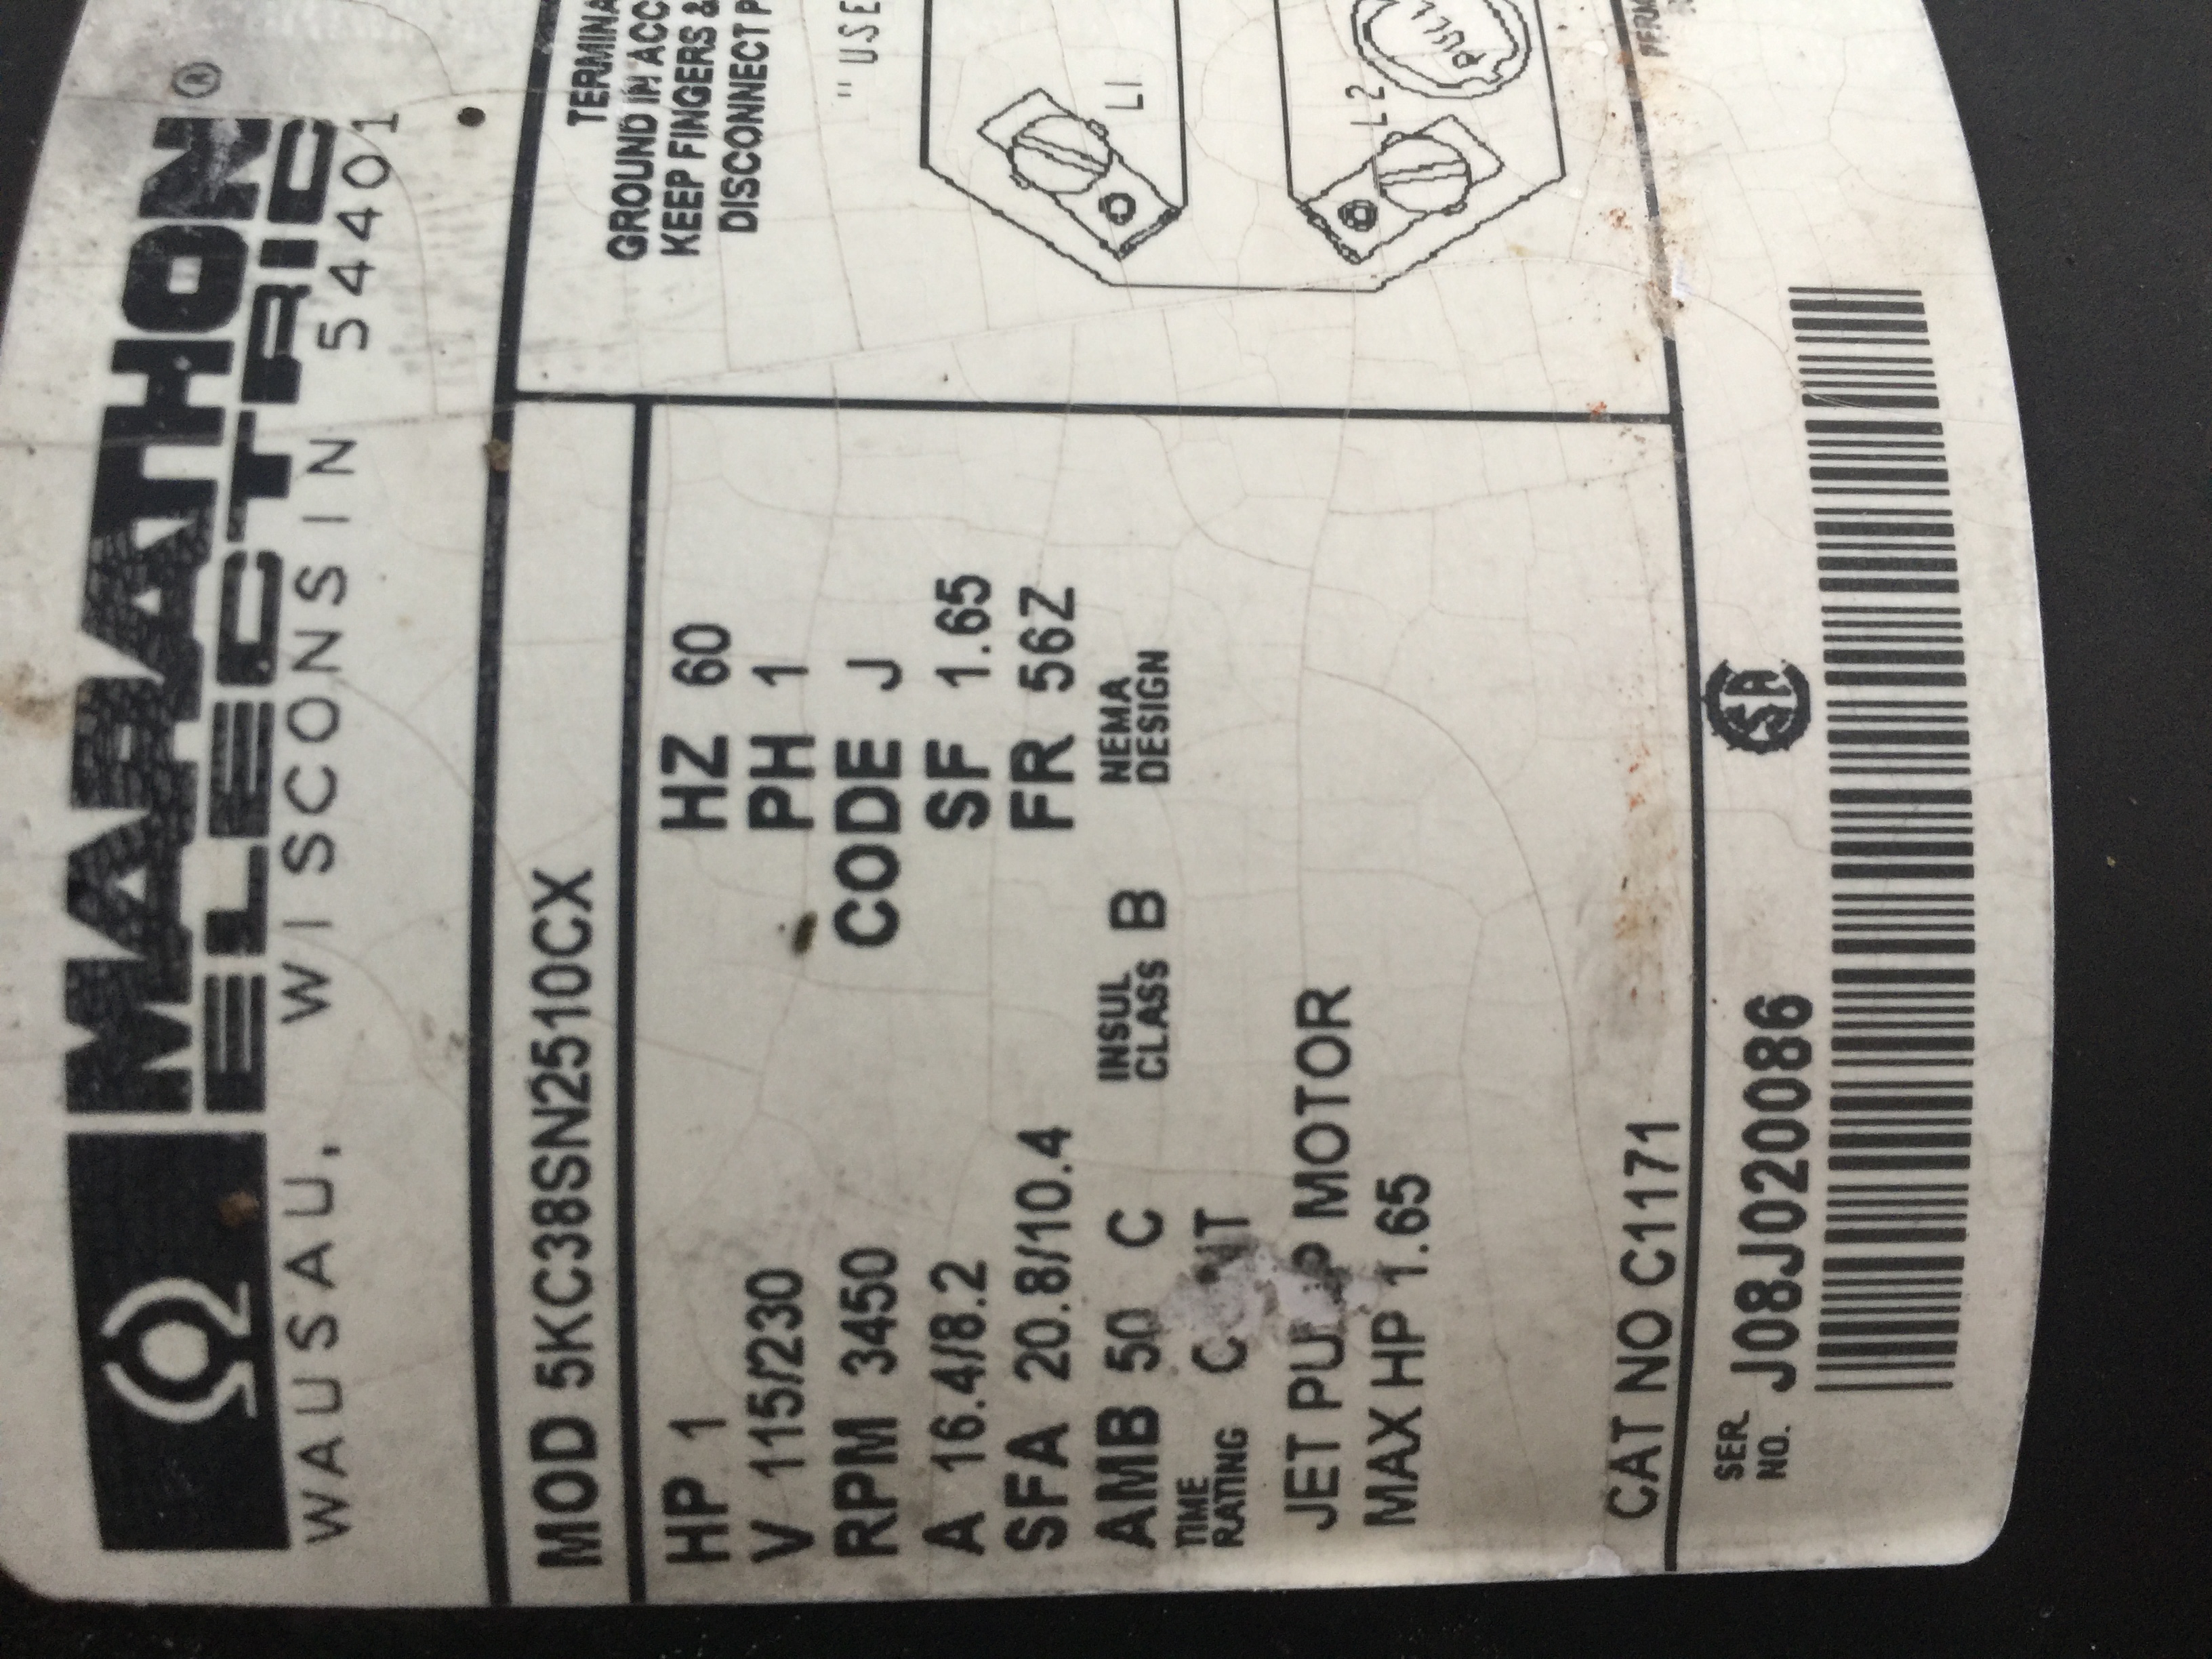 MARATHON®
ELECTRIC
WAUSAU, WISCONSIN 54401
MOD 5KC38SN2510CX
HP 1 HZ 60
V 115/230 PH 1
RPM 3450 CODE J
A 16.4/8.2 SF 1.65
SFA 20.8/10.4 FR 56Z
AMB 50 C INSUL CLASS B NEMA DESIGN
TIME RATING
JET MOTOR
MAX HP 1.65
CAT NO C1171
SER. NO. J08J020086
SA
GROUND IN
KEEP FINGERS &
DISCONNECT
"USE
L1
L2
PULL